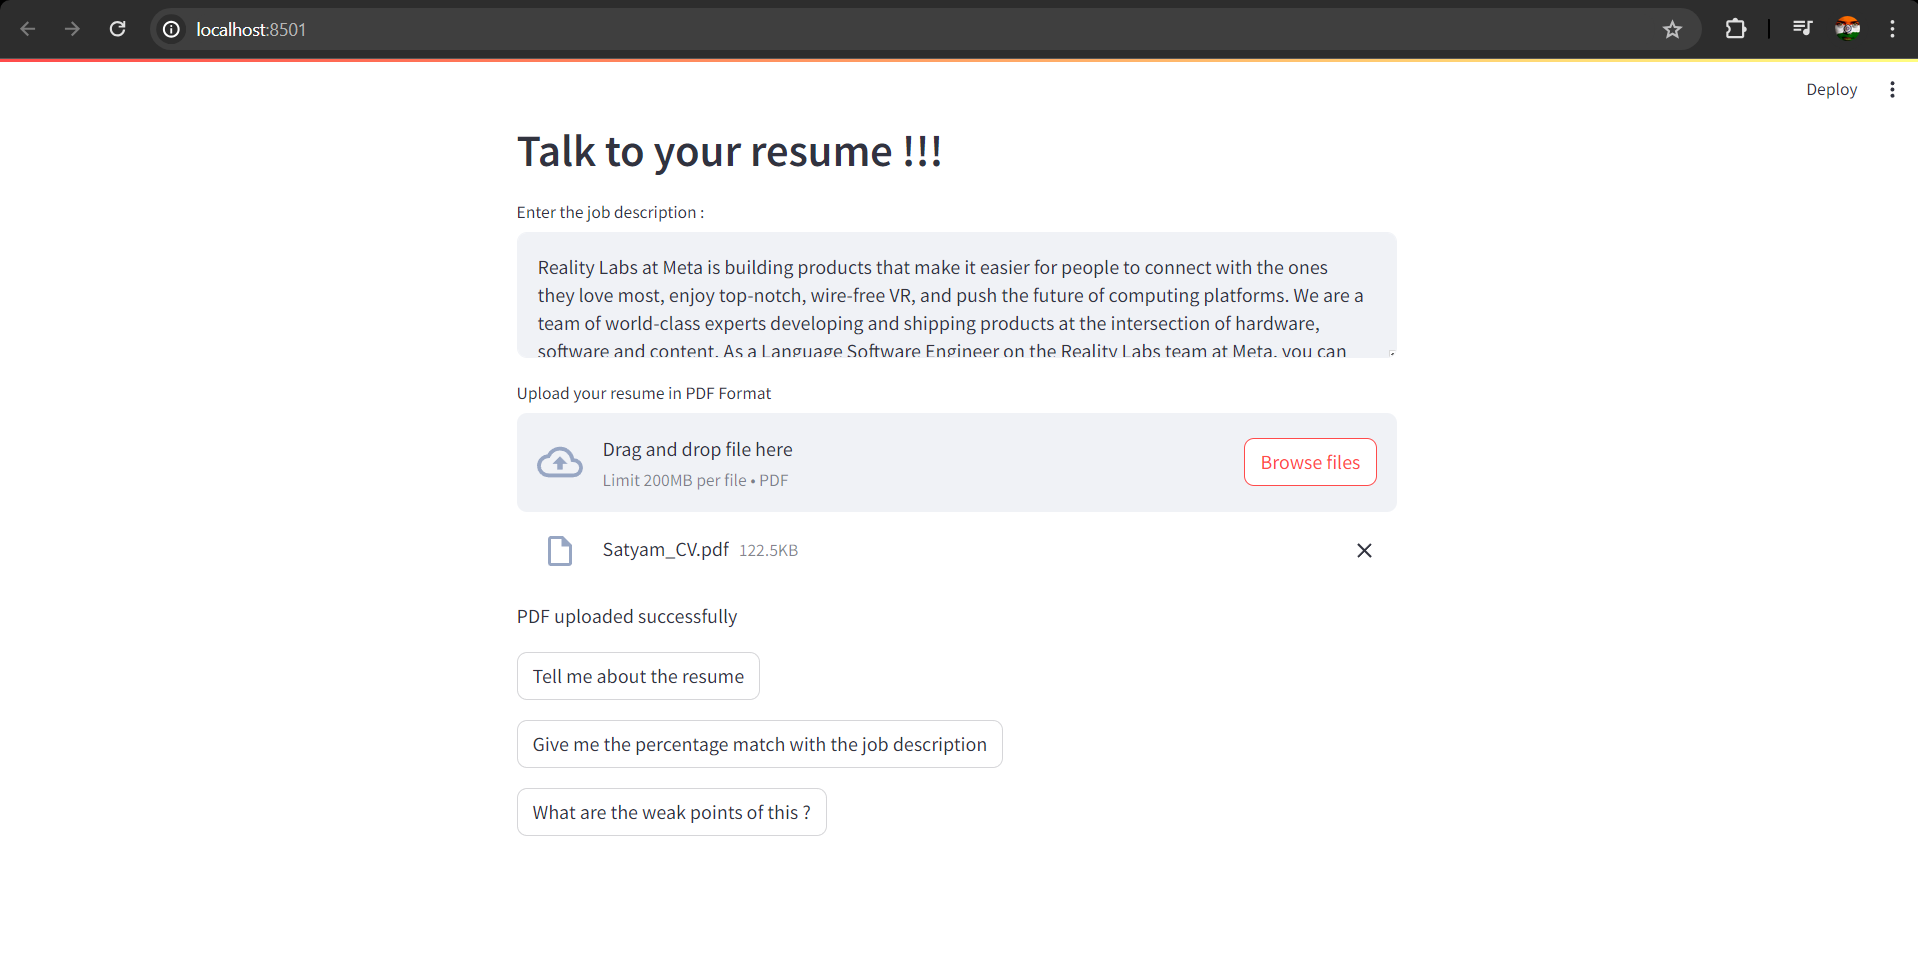 localhost:8501
Deploy
Talk to your resume !!!
Enter the job description :
Reality Labs at Meta is building products that make it easier for people to connect with the ones
they love most, enjoy top-notch, wire-free VR, and push the future of computing platforms. We are a
team of world-class experts developing and shipping products at the intersection of hardware,
software and content. As a Language Software Engineer on the Reality Labs team at Meta, you can
Upload your resume in PDF Format
Drag and drop file here
Limit 200MB per file • PDF
Browse files
Satyam_CV.pdf 122.5KB
PDF uploaded successfully
Tell me about the resume
Give me the percentage match with the job description
What are the weak points of this ?